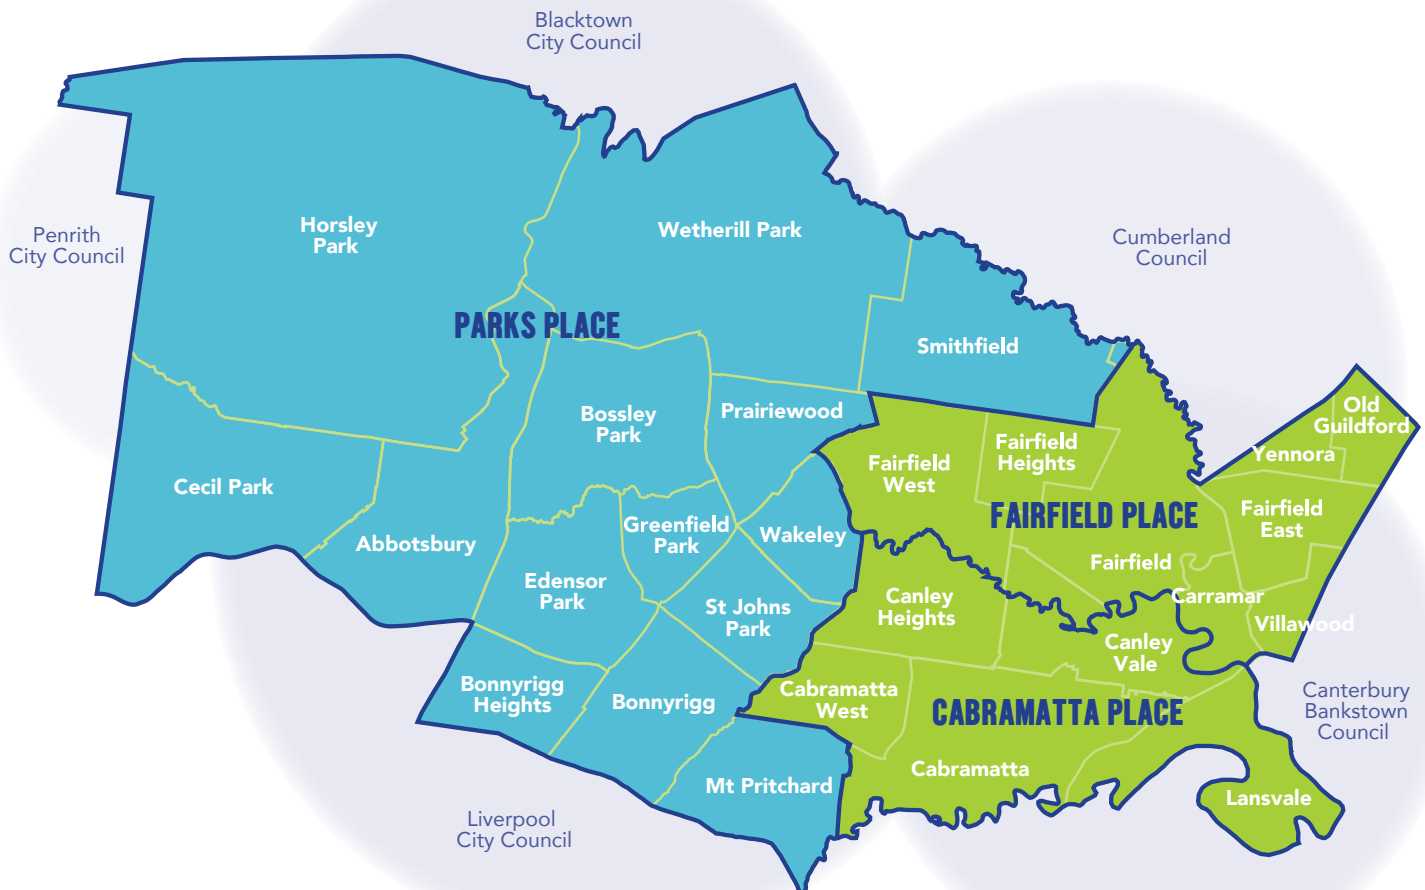 Blacktown
City Council
Penrith
City Council
Cumberland
Council
Horsley
Park
Wetherill Park
PARKS PLACE
Smithfield
Bossley
Park
Prairiewood
Old
Guildford
Yennora
Fairfield
West
Fairfield
Heights
Cecil Park
FAIRFIELD PLACE
Fairfield
East
Abbotsbury
Greenfield
Park
Wakeley
Fairfield
Edensor
Park
St Johns
Park
Canley
Heights
Carramar
Villawood
Canley
Vale
Bonnyrigg
Heights
Bonnyrigg
Cabramatta
West
CABRAMATTA PLACE
Canterbury
Bankstown
Council
Mt Pritchard
Cabramatta
Lansvale
Liverpool
City Council